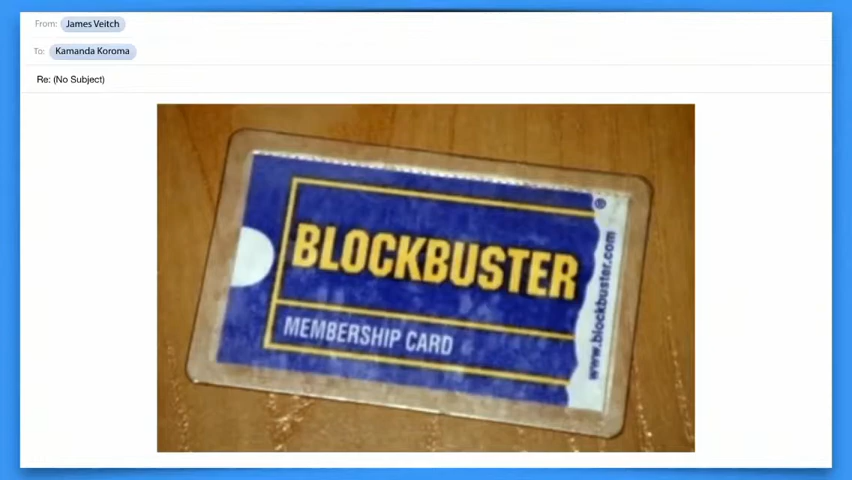 From: James Veitch
To: Kamanda Koroma
Re: (No Subject)
BLOCKBUSTER®
MEMBERSHIP CARD
www.blockbuster.com